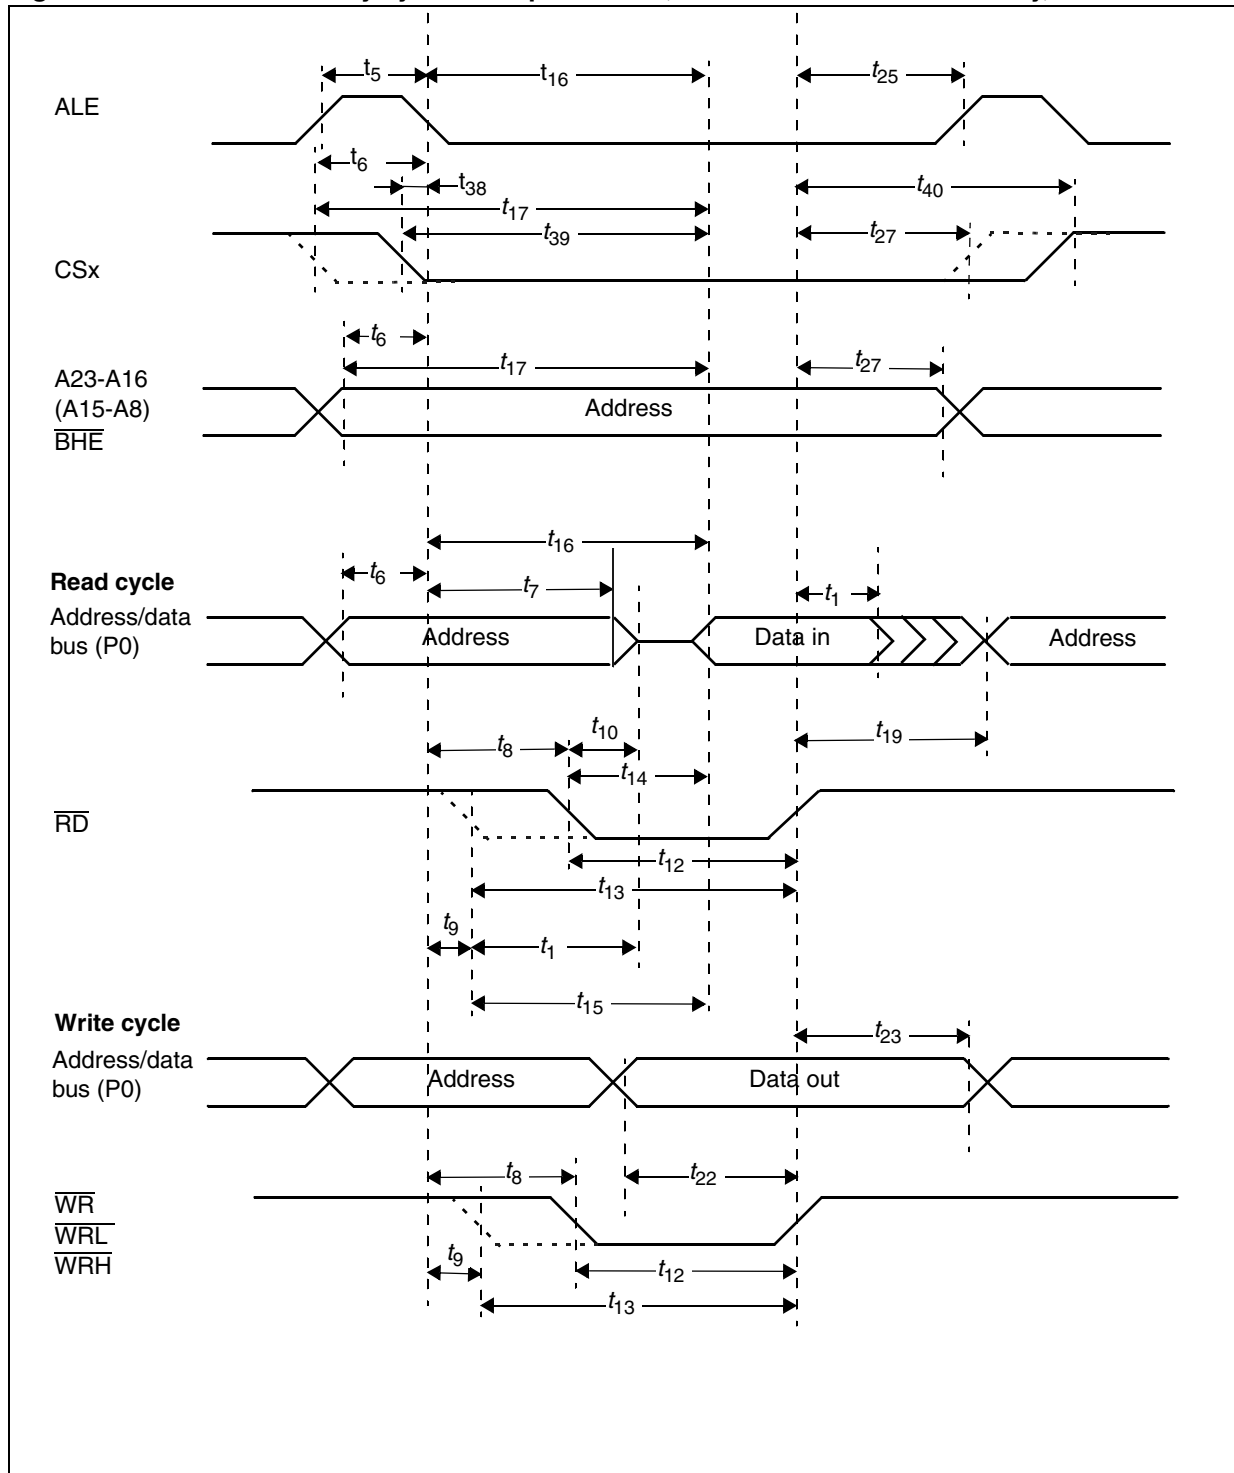 t5
t16
t25
ALE
t6
t38
t40
t17
t39
t27
CSx
t6
t17
t27
A23-A16
(A15-A8)
BHE
Address
t16
Read cycle
t6
t7
t1
Address/data
bus (P0)
Address
Data in
Address
t8
t10
t19
t14
RD
t12
t13
t9
t1
t15
Write cycle
t23
Address/data
bus (P0)
Address
Data out
t8
t22
WR
WRL
WRH
t9
t12
t13